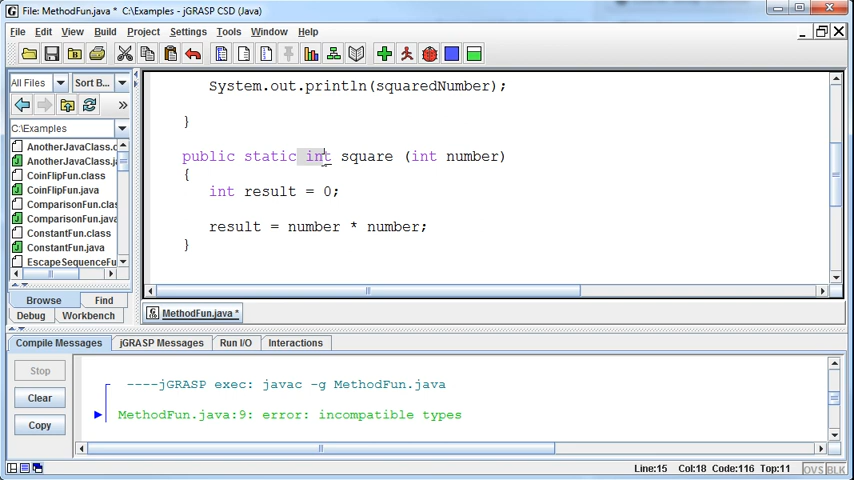 File: MethodFun.java * C:\Examples - jGRASP CSD (Java)
File Edit View Build Project Settings Tools Window Help
All Files Sort B...
C:\Examples
AnotherJavaClass.c
AnotherJavaClass.ja
CoinFlipFun.class
CoinFlipFun.java
ComparisonFun.clas
ComparisonFun.java
ConstantFun.class
ConstantFun.java
EscapeSequenceFu
Browse Find
Debug Workbench
System.out.println(squaredNumber);
}
public static int square (int number)
{
int result = 0;
result = number * number;
}
MethodFun.java *
Compile Messages jGRASP Messages Run I/O Interactions
Stop
Clear
Copy
----jGRASP exec: javac -g MethodFun.java
MethodFun.java:9: error: incompatible types
Line:15 Col:18 Code:116 Top:11 OVS BLK